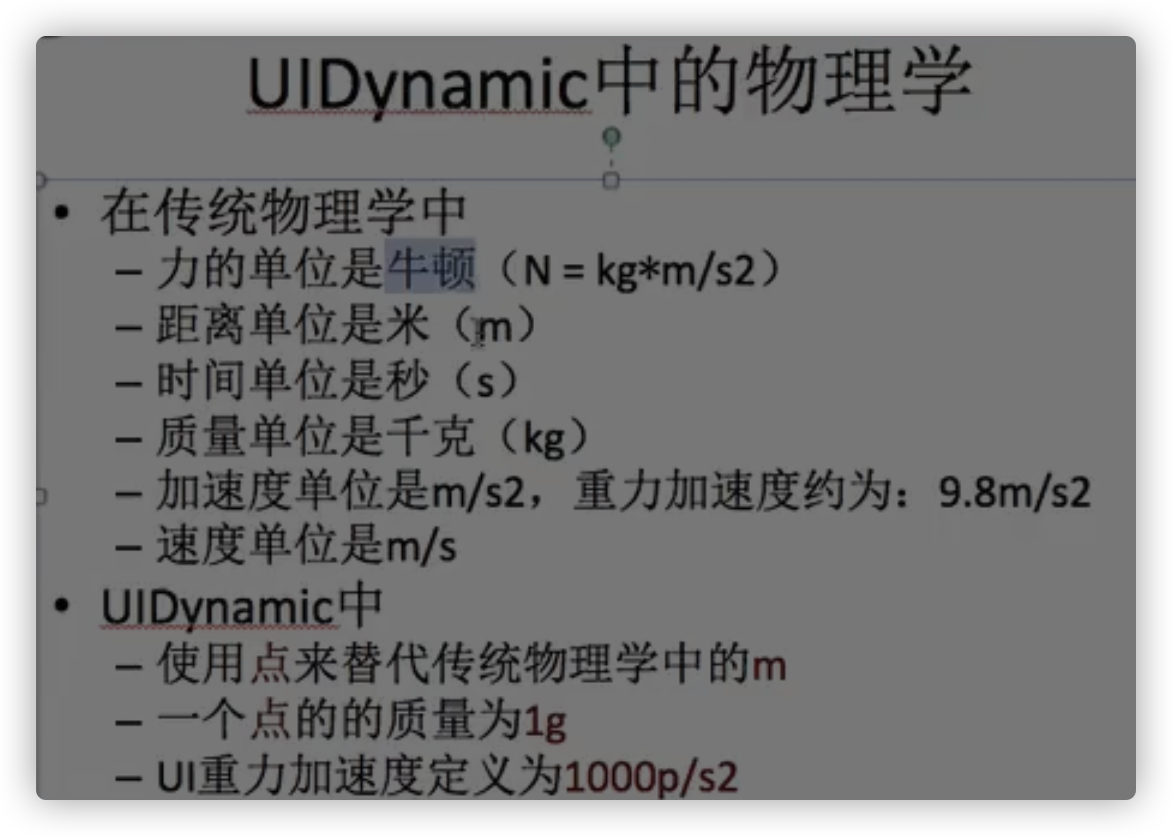 UIDynamic中的物理学
• 在传统物理学中
– 力的单位是牛顿（N = kg*m/s2）
– 距离单位是米（m）
– 时间单位是秒（s）
– 质量单位是千克（kg）
– 加速度单位是m/s2，重力加速度约为：9.8m/s2
– 速度单位是m/s
• UIDynamic中
– 使用点来替代传统物理学中的m
– 一个点的的质量为1g
– UI重力加速度定义为1000p/s2